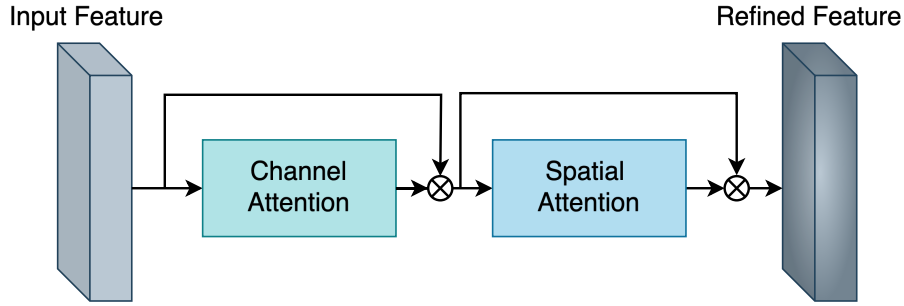 Input Feature
Refined Feature
Channel
Attention
Spatial
Attention